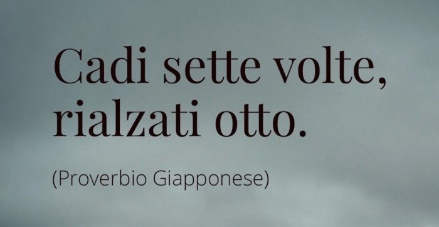 Cadi sette volte,
rialzati otto.
(Proverbio Giapponese)